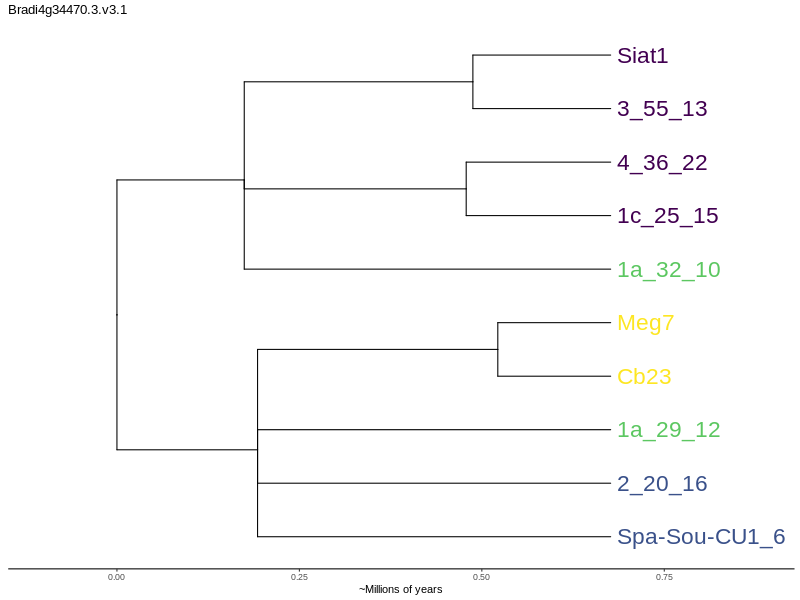 Bradi4g34470.3.v3.1
Siat1
3_55_13
4_36_22
1c_25_15
1a_32_10
Meg7
Cb23
1a_29_12
2_20_16
Spa-Sou-CU1_6
0.00 0.25 0.50 0.75
~Millions of years